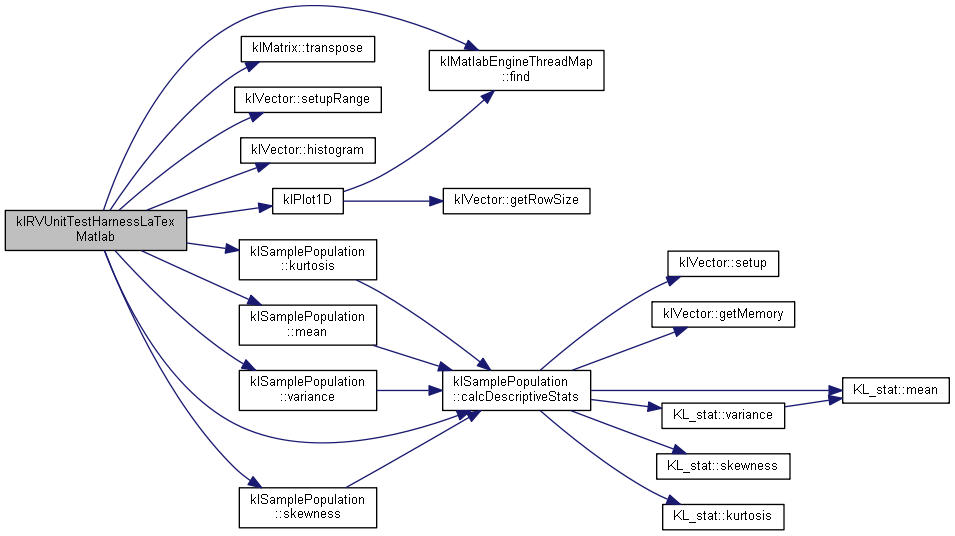 klRVUnitTestHarnessLaTex
Matlab
klMatrix::transpose
klVector::setupRange
klVector::histogram
klPlot1D
klSamplePopulation
::kurtosis
klSamplePopulation
::mean
klSamplePopulation
::variance
klSamplePopulation
::skewness
klMatlabEngineThreadMap
::find
klVector::getRowSize
klSamplePopulation
::calcDescriptiveStats
klVector::setup
klVector::getMemory
KL_stat::variance
KL_stat::skewness
KL_stat::kurtosis
KL_stat::mean